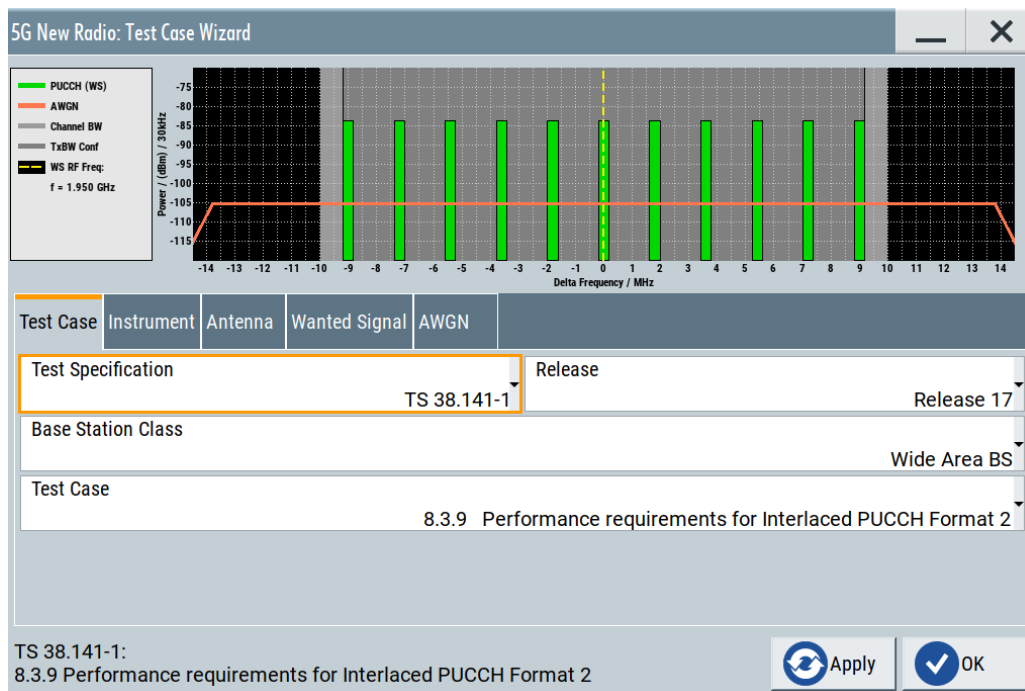 5G New Radio: Test Case Wizard
PUCCH (WS)
AWGN
Channel BW
TxBW Conf
WS RF Freq:
f = 1.950 GHz
Power / (dBm) / 30kHz
-75
-80
-85
-90
-95
-100
-105
-110
-115
-14 -13 -12 -11 -10 -9 -8 -7 -6 -5 -4 -3 -2 -1 0 1 2 3 4 5 6 7 8 9 10 11 12 13 14
Delta Frequency / MHz
Test Case Instrument Antenna Wanted Signal AWGN
Test Specification
TS 38.141-1
Release
Release 17
Base Station Class
Wide Area BS
Test Case
8.3.9 Performance requirements for Interlaced PUCCH Format 2
TS 38.141-1:
8.3.9 Performance requirements for Interlaced PUCCH Format 2
Apply
OK